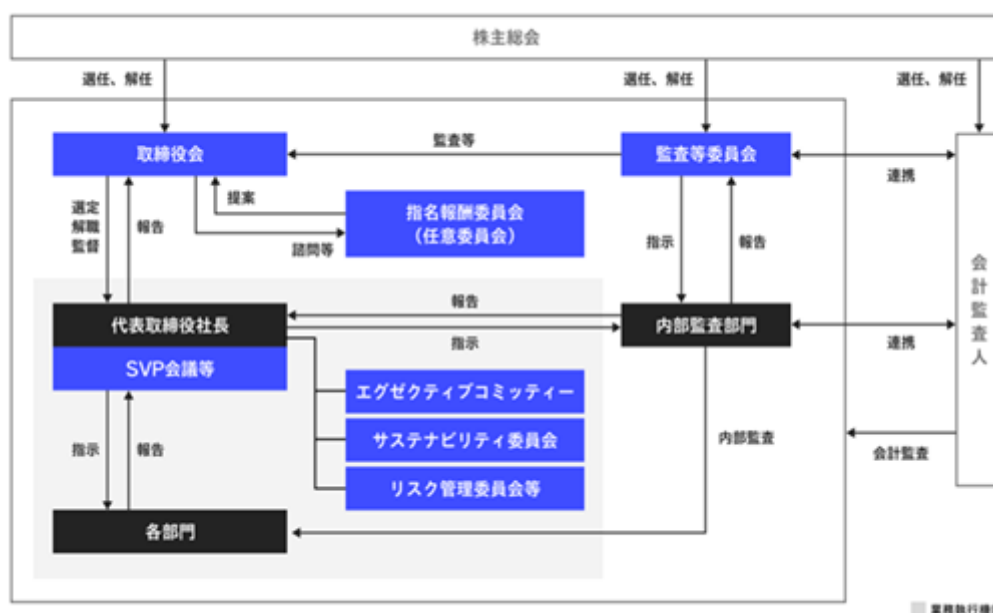 株主総会
選任、解任
選任、解任
選任、解任
取締役会
監査等
監査等委員会
連携
選定
解職
監督
報告
提案
諮問等
指名報酬委員会
（任意委員会）
指示
報告
会計監査人
代表取締役社長
報告
指示
内部監査部門
連携
SVP会議等
エグゼクティブコミッティー
サステナビリティ委員会
リスク管理委員会等
指示
報告
内部監査
会計監査
各部門
業務執行機